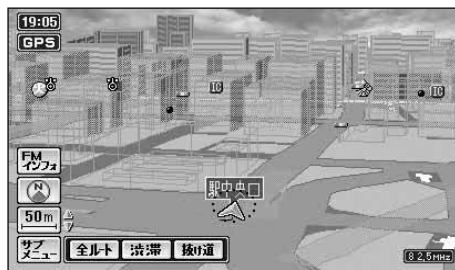 19:05
GPS
IC
IC
FM
インフォ
N
駅中央口
50m
サブ
メニュー
全ルート
渋滞
抜け道
82.5MHz